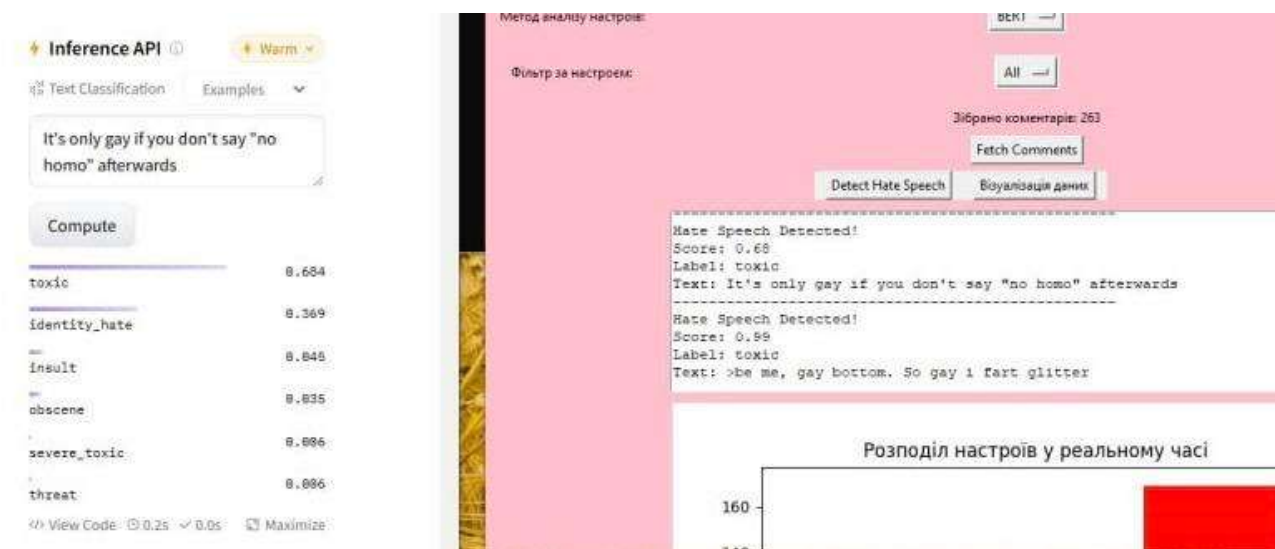 Inference API
Warm
Text Classification
Examples
It's only gay if you don't say "no
homo" afterwards
Compute
toxic 0.684
identity_hate 0.369
insult 0.045
obscene 0.035
severe_toxic 0.006
threat 0.006
</> View Code 0.2s 0.0s Maximize
Метод аналізу настроїв:
BERT
Фільтр за настроєм:
All
Зібрано коментарів: 263
Fetch Comments
Detect Hate Speech
Візуалізація даних
Hate Speech Detected!
Score: 0.68
Label: toxic
Text: It's only gay if you don't say "no homo" afterwards
--------------------------------------------------
Hate Speech Detected!
Score: 0.99
Label: toxic
Text: >be me, gay bottom. So gay i fart glitter
Розподіл настроїв у реальному часі
160